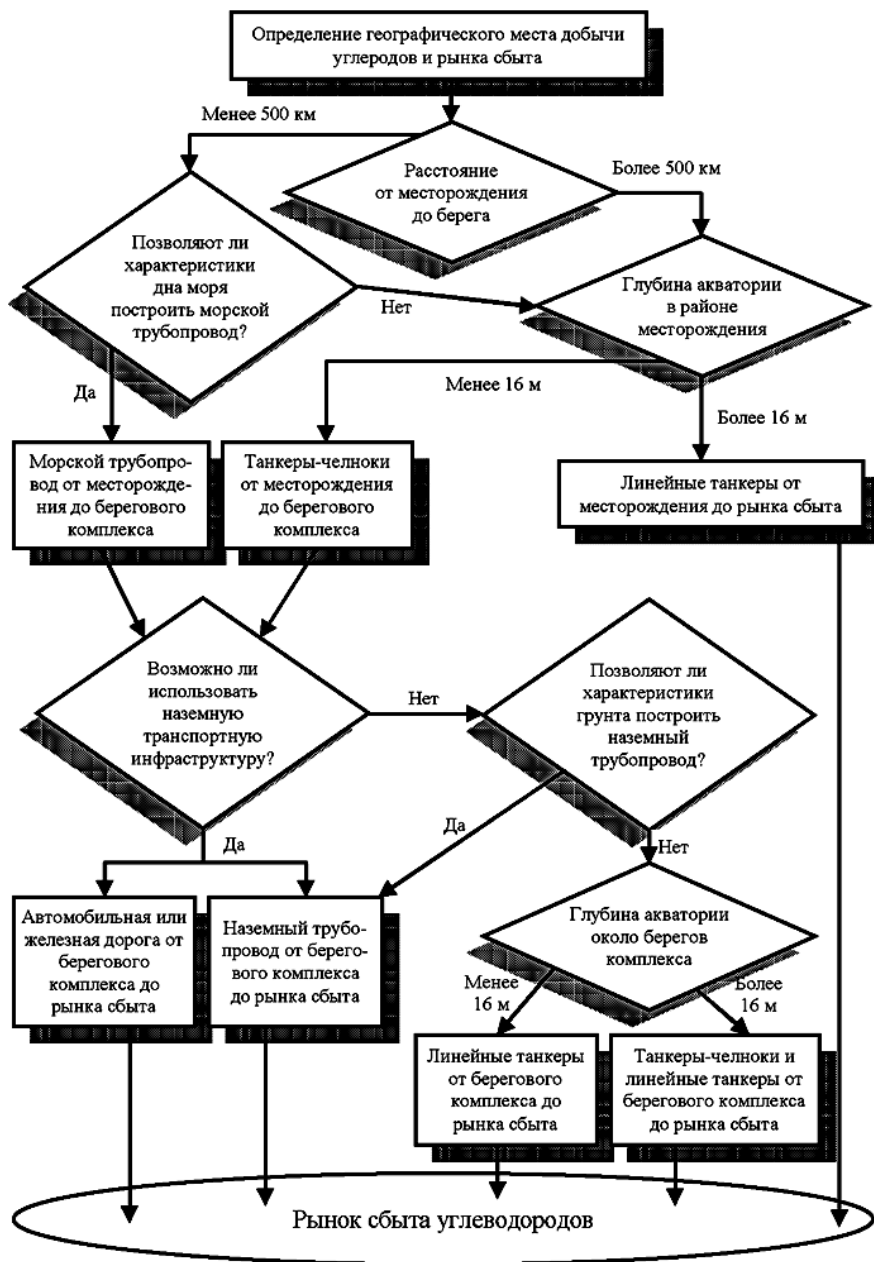 Определение географического места добычи
углеродов и рынка сбыта
Менее 500 км
Расстояние
от месторождения
до берега
Более 500 км
Позволяют ли
характеристики
дна моря
построить морской
трубопровод?
Нет
Глубина акватории
в районе
месторождения
Да
Менее 16 м
Более 16 м
Морской трубопро-
вод от месторожде-
ния до берегового
комплекса
Танкеры-челноки
от месторождения
до берегового
комплекса
Линейные танкеры от
месторождения до рынка сбыта
Возможно ли
использовать
наземную
транспортную
инфраструктуру?
Нет
Позволяют ли
характеристики
грунта построить
наземный
трубопровод?
Да
Да
Нет
Автомобильная или
железная дорога от
берегового
комплекса до
рынка сбыта
Наземный трубо-
провод от берего-
вого комплекса
до рынка сбыта
Глубина акватории
около берегов
комплекса
Менее
16 м
Более
16 м
Линейные танкеры
от берегового
комплекса до
рынка сбыта
Танкеры-челноки и
линейные танкеры от
берегового комплекса
до рынка сбыта
Рынок сбыта углеводородов